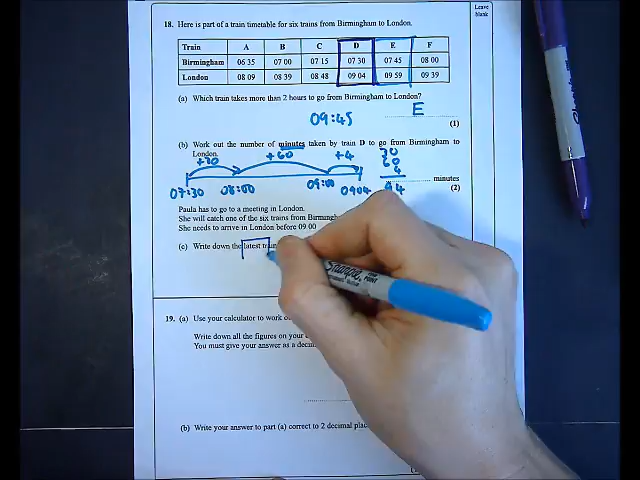 Leave
blank
18. Here is part of a train timetable for six trains from Birmingham to London.
Train A B C D E F
Birmingham 06 35 07 00 07 15 07 30 07 45 08 00
London 08 09 08 39 08 48 09 04 09 59 09 39
(a) Which train takes more than 2 hours to go from Birmingham to London?
09:45 E
(1)
(b) Work out the number of minutes taken by train D to go from Birmingham to
London.
+30 +60 +4 30
60
4
minutes
07:30 08:00 09:00 0904 94
(2)
Paula has to go to a meeting in London.
She will catch one of the six trains from
She needs to arrive in London before 09 00
(c) Write down the latest train
19. (a) Use your calculator to work
Write down all the figures on your
You must give your answer as a
(b) Write your answer to part (a) correct to 2 decimal
Sharpie
FINE
POINT